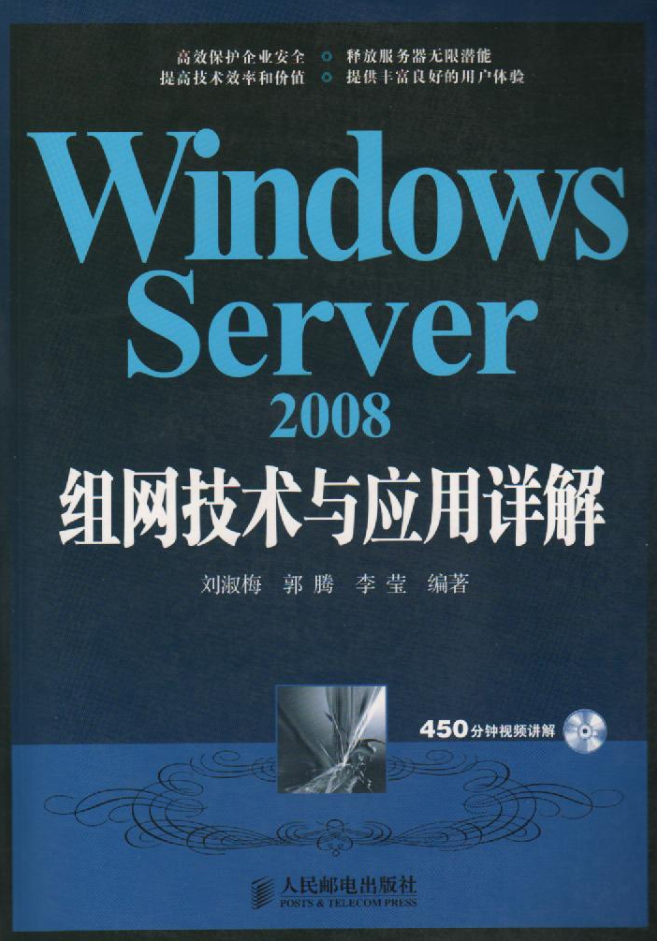 高效保护企业安全 释放服务器无限潜能
提高技术效率和价值 提供丰富良好的用户体验
Windows
Server
2008
组网技术与应用详解
刘淑梅 郭腾 李莹 编著
450分钟视频讲解
人民邮电出版社
POSTS & TELECOM PRESS